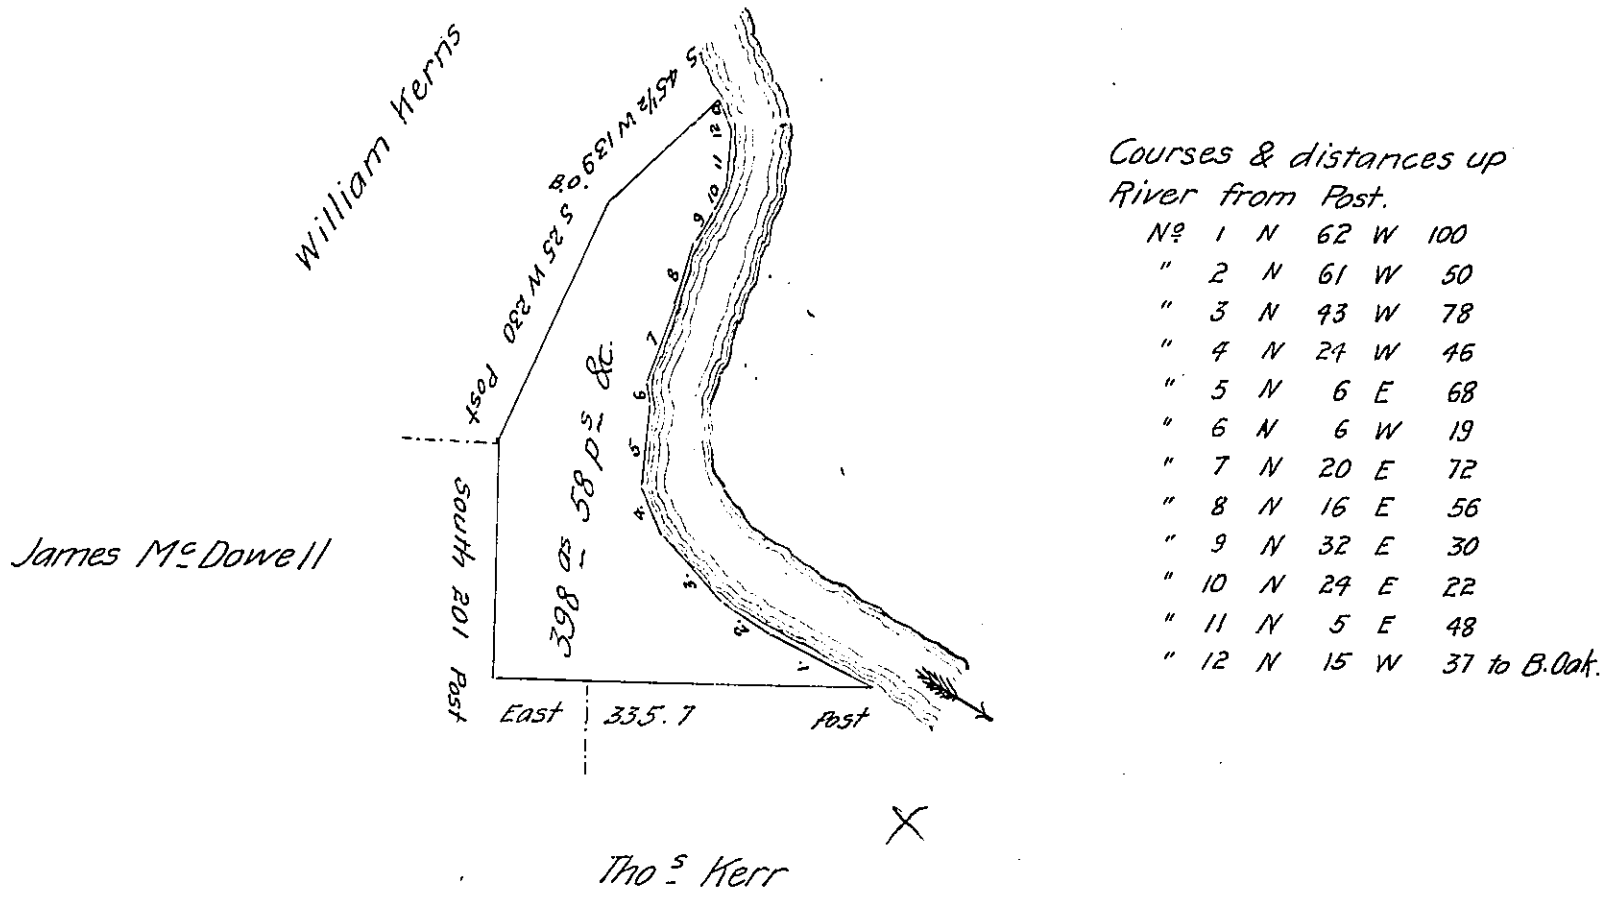 William Kerris
S 45½ W 139
B.O.
S 25 W 230
Post
James McDowell
South 201 Post
398 as 58 ps &c.
East 335.7 Post
Thos Kerr
1.
2.
3.
4.
5
6
7
8
9
10
11
12
Courses & distances up
River from Post.
No 1 N 62 W 100
" 2 N 61 W 50
" 3 N 43 W 78
" 4 N 24 W 46
" 5 N 6 E 68
" 6 N 6 W 19
" 7 N 20 E 72
" 8 N 16 E 56
" 9 N 32 E 30
" 10 N 24 E 22
" 11 N 5 E 48
" 12 N 15 W 37 to B.Oak.
X